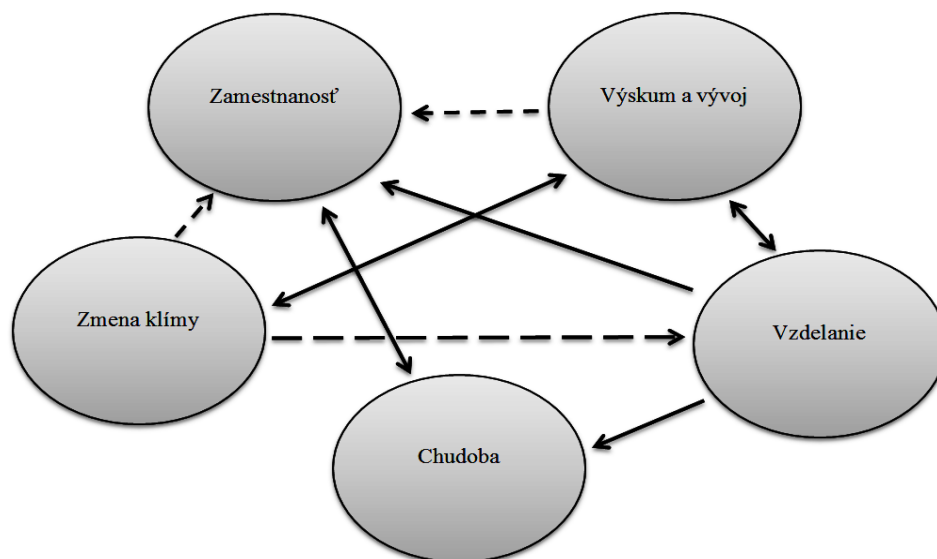 Zamestnanosť
Výskum a vývoj
Zmena klímy
Vzdelanie
Chudoba